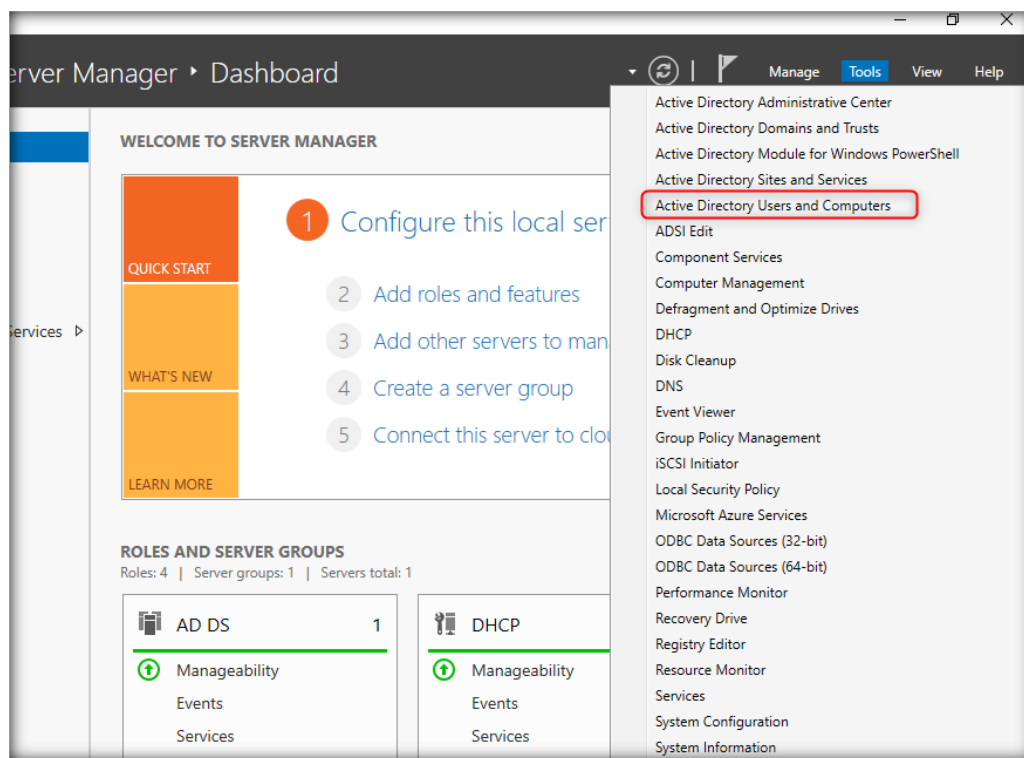 erver Manager ‣ Dashboard
Manage Tools View Help
WELCOME TO SERVER MANAGER
1 Configure this local ser
QUICK START
2 Add roles and features
3 Add other servers to man
WHAT'S NEW
4 Create a server group
5 Connect this server to clou
LEARN MORE
Services
ROLES AND SERVER GROUPS
Roles: 4 | Server groups: 1 | Servers total: 1
AD DS 1
Manageability
Events
Services
DHCP
Manageability
Events
Services
Active Directory Administrative Center
Active Directory Domains and Trusts
Active Directory Module for Windows PowerShell
Active Directory Sites and Services
Active Directory Users and Computers
ADSI Edit
Component Services
Computer Management
Defragment and Optimize Drives
DHCP
Disk Cleanup
DNS
Event Viewer
Group Policy Management
iSCSI Initiator
Local Security Policy
Microsoft Azure Services
ODBC Data Sources (32-bit)
ODBC Data Sources (64-bit)
Performance Monitor
Recovery Drive
Registry Editor
Resource Monitor
Services
System Configuration
System Information